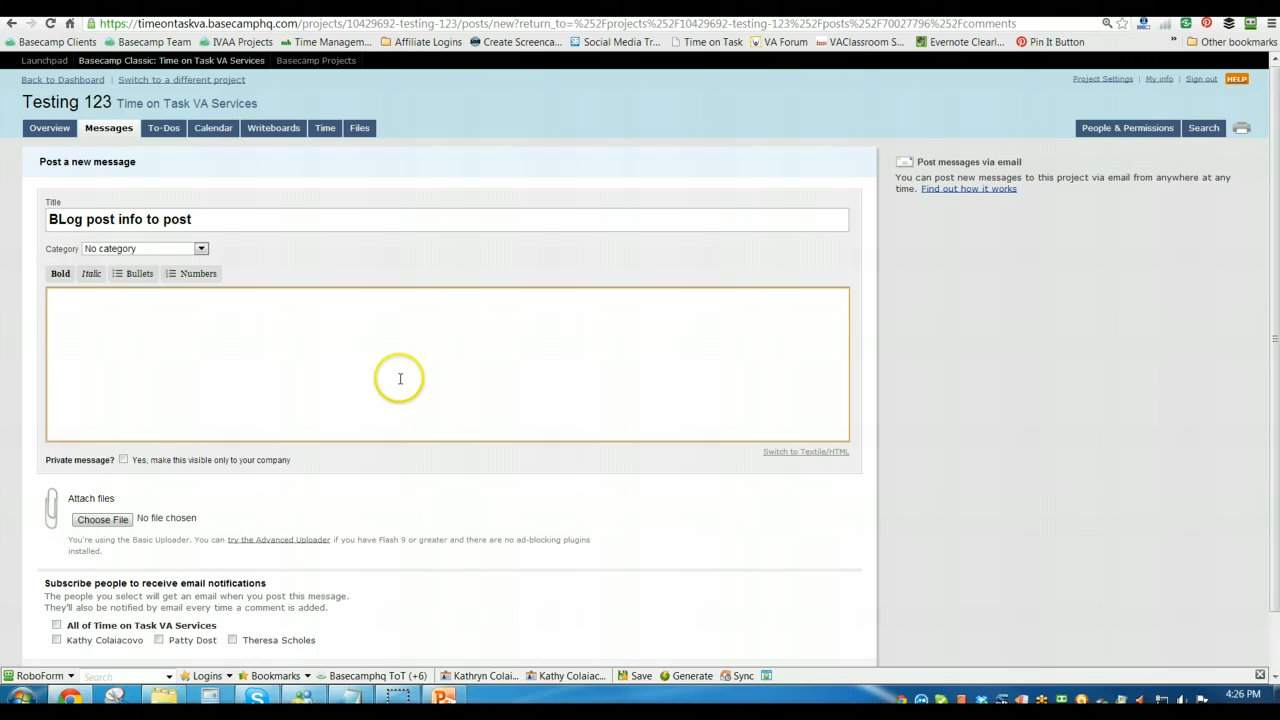 https://timeontaskva.basecamphq.com/projects/10429692-testing-123/posts/new?return_to=%252Fprojects%252F10429692-testing-123%252Fposts%252F70027796%252Fcomments
Basecamp Clients Basecamp Team IVAA Projects Time Managem... Affiliate Logins Create Screenca... Social Media Tr... Time on Task VA Forum VAClassroom S... Evernote Clearl... Pin It Button » Other bookmarks
Launchpad Basecamp Classic: Time on Task VA Services Basecamp Projects
Back to Dashboard | Switch to a different project Project Settings | My info | Sign out HELP
Testing 123 Time on Task VA Services
Overview Messages To-Dos Calendar Writeboards Time Files People & Permissions Search
Post a new message
Post messages via email
You can post new messages to this project via email from anywhere at any
time. Find out how it works
Title
BLog post info to post
Category No category
Bold Italic Bullets Numbers
Switch to Textile/HTML
Private message? Yes, make this visible only to your company
Attach files
Choose File No file chosen
You're using the Basic Uploader. You can try the Advanced Uploader if you have Flash 9 or greater and there are no ad-blocking plugins
installed.
Subscribe people to receive email notifications
The people you select will get an email when you post this message.
They'll also be notified by email every time a comment is added.
All of Time on Task VA Services
Kathy Colaiacovo Patty Dost Theresa Scholes
RoboForm Search Logins Bookmarks Basecamphq ToT (+6) Kathryn Colai... Kathy Colaiac... Save Generate Sync
4:26 PM